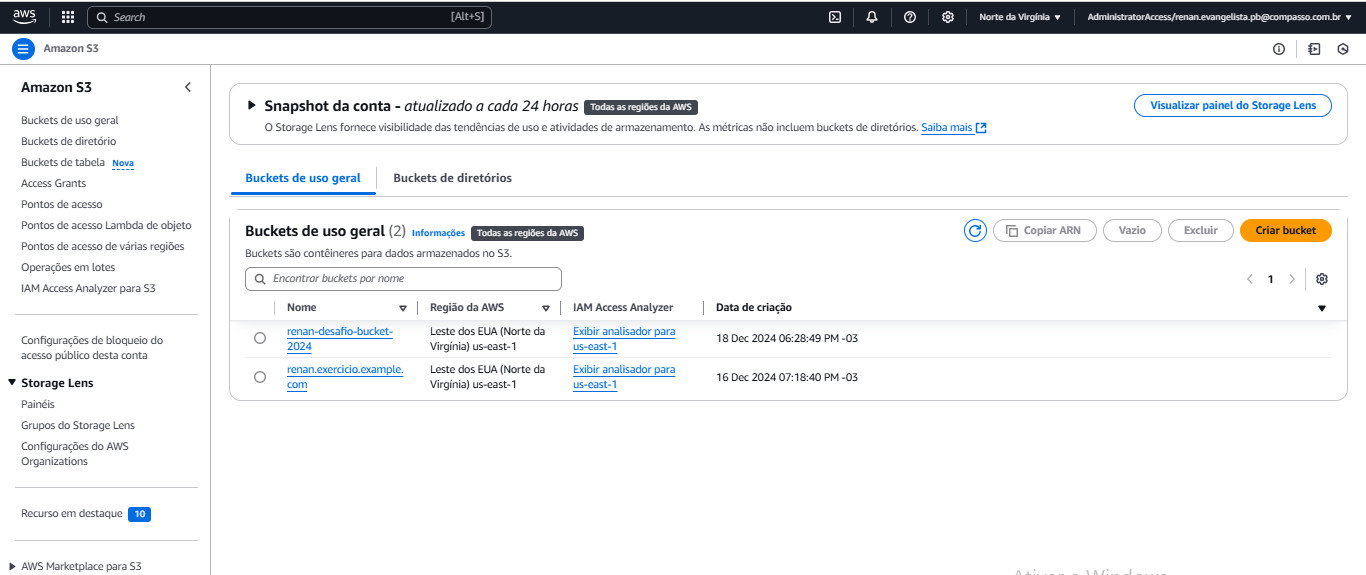 aws
Search [Alt+S] Norte da Virgínia AdministratorAccess/renan.evangelista.pb@compasso.com.br
Amazon S3
Amazon S3
Buckets de uso geral
Buckets de diretório
Buckets de tabela Nova
Access Grants
Pontos de acesso
Pontos de acesso Lambda de objeto
Pontos de acesso de várias regiões
Operações em lotes
IAM Access Analyzer para S3
Configurações de bloqueio do
acesso público desta conta
Storage Lens
Painéis
Grupos do Storage Lens
Configurações do AWS
Organizations
Recurso em destaque 10
AWS Marketplace para S3
Snapshot da conta - atualizado a cada 24 horas Todas as regiões da AWS
Visualizar painel do Storage Lens
O Storage Lens fornece visibilidade das tendências de uso e atividades de armazenamento. As métricas não incluem buckets de diretórios. Saiba mais
Buckets de uso geral Buckets de diretórios
Buckets de uso geral (2) Informações Todas as regiões da AWS
Copiar ARN Vazio Excluir Criar bucket
Buckets são contêineres para dados armazenados no S3.
Encontrar buckets por nome
1
Nome Região da AWS IAM Access Analyzer Data de criação
renan-desafio-bucket-
2024
Leste dos EUA (Norte da
Virgínia) us-east-1
Exibir analisador para
us-east-1
18 Dec 2024 06:28:49 PM -03
renan.exercicio.example.
com
Leste dos EUA (Norte da
Virgínia) us-east-1
Exibir analisador para
us-east-1
16 Dec 2024 07:18:40 PM -03
Ativar o Windows